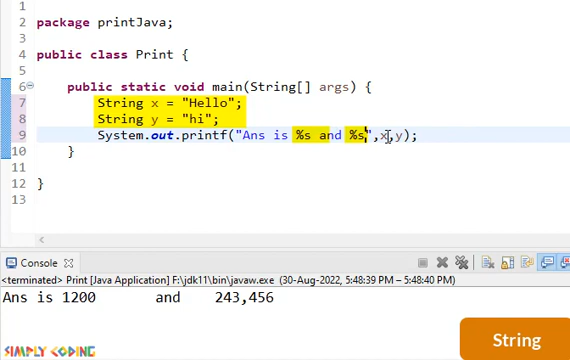 1
2 package printJava;
3
4 public class Print {
5
6 public static void main(String[] args) {
7 String x = "Hello";
8 String y = "hi";
9 System.out.printf("Ans is %s and %s",x,y);
10 }
11
12 }
13
Console
<terminated> Print [Java Application] F:\jdk11\bin\javaw.exe (30-Aug-2022, 5:48:39 PM – 5:48:40 PM)
Ans is 1200 and 243,456
SIMPLY CODING
String